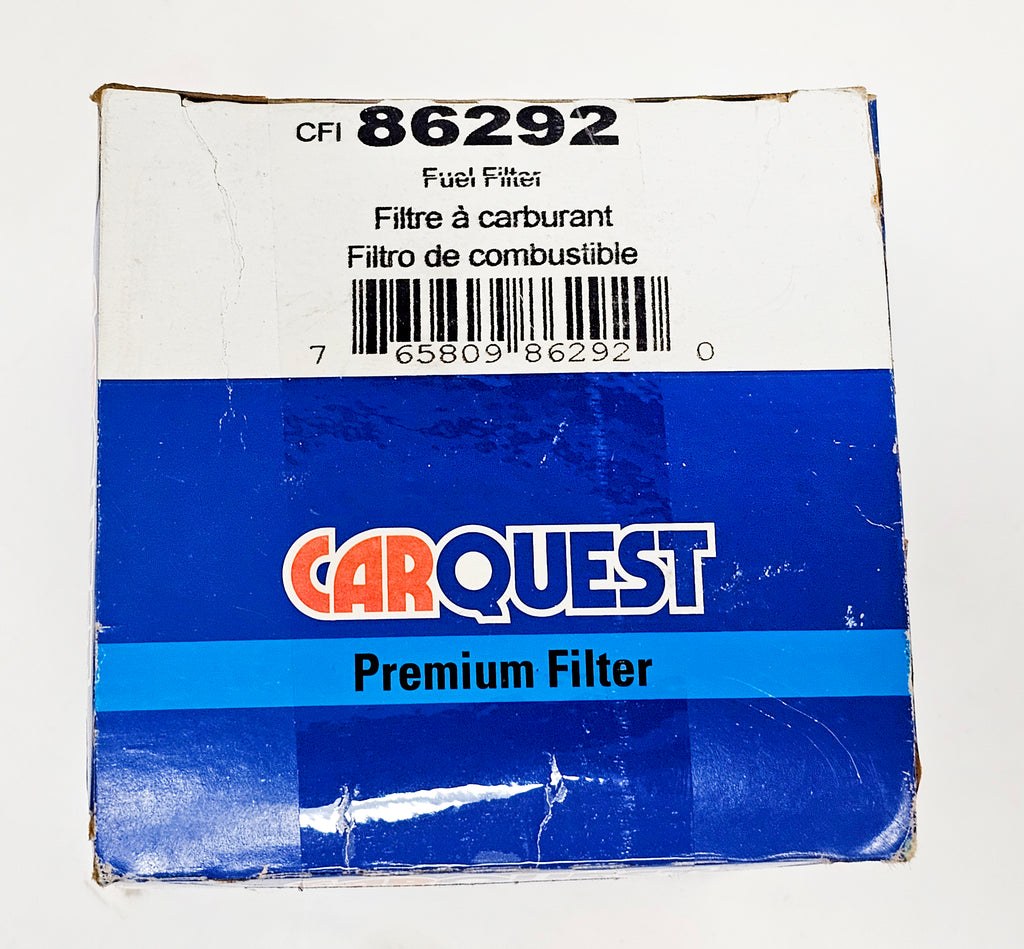 CFI 86292
Fuel Filter
Filtre à carburant
Filtro de combustible
7 65809 86292 0
CARQUEST
Premium Filter